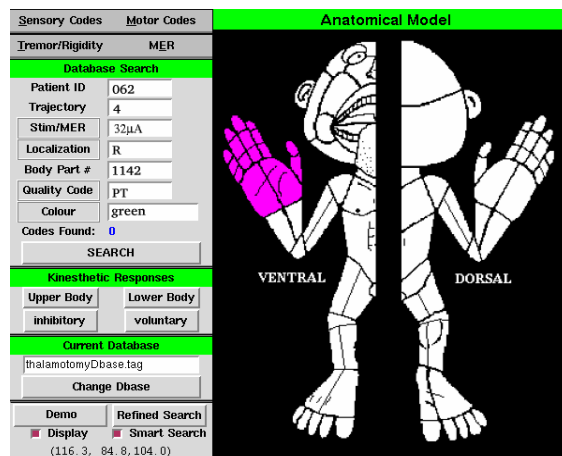 Sensory Codes Motor Codes
Tremor/Rigidity MER
Database Search
Patient ID 062
Trajectory 4
Stim/MER 32µA
Localization R
Body Part # 1142
Quality Code PT
Colour green
Codes Found: 0
SEARCH
Kinesthetic Responses
Upper Body Lower Body
inhibitory voluntary
Current Database
thalamotomyDbase.tag
Change Dbase
Demo Refined Search
Display Smart Search
(116.3, 84.8,104.0)
Anatomical Model
VENTRAL DORSAL